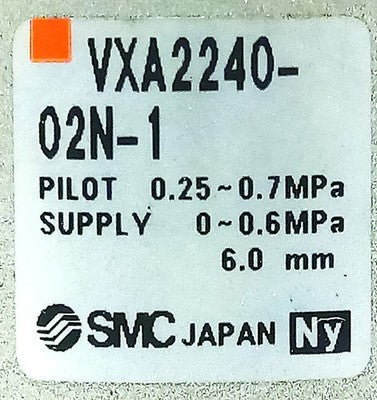 VXA2240-
02N-1
PILOT 0.25~0.7MPa
SUPPLY 0~0.6MPa
6.0 mm
SMC JAPAN Ny